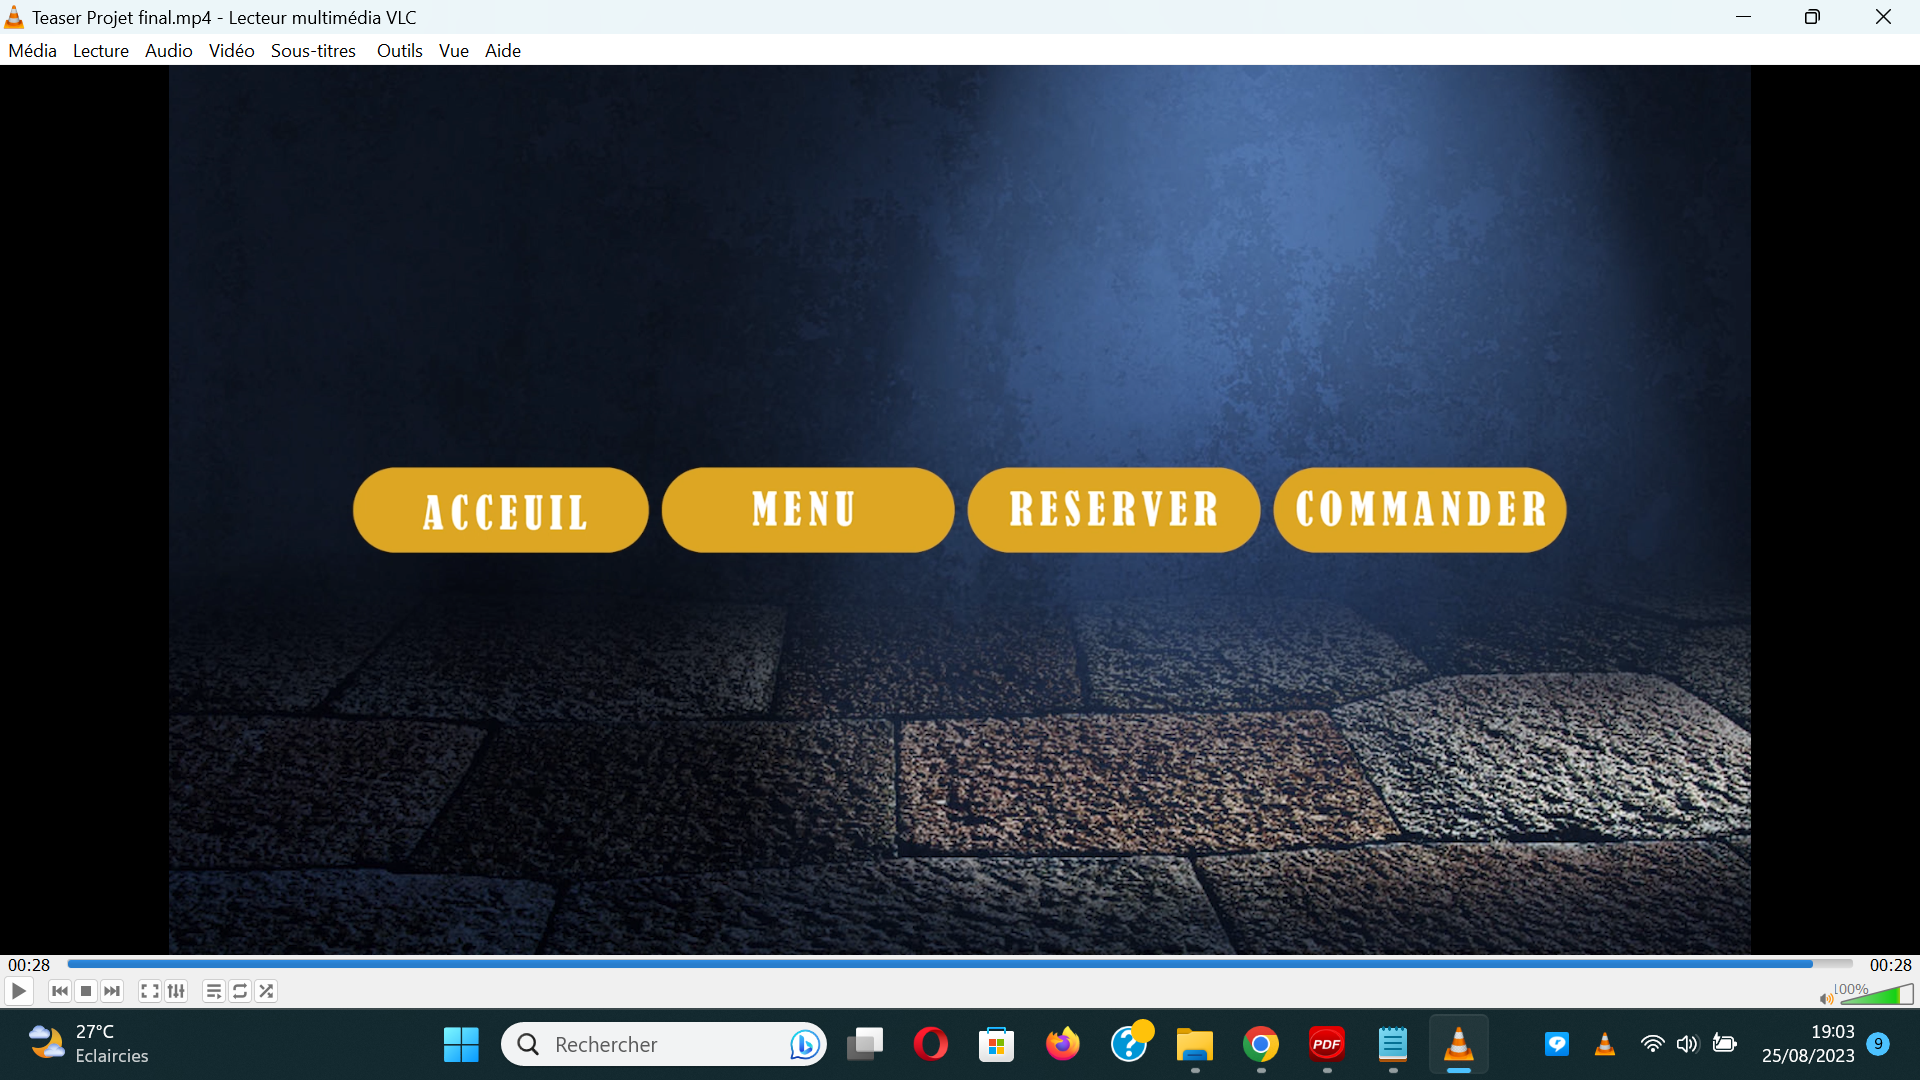 Teaser Projet final.mp4 - Lecteur multimédia VLC
Média Lecture Audio Vidéo Sous-titres Outils Vue Aide
ACCEUIL MENU RESERVER COMMANDER
00:28 00:28
100%
27°C
Eclaircies
Rechercher
PDF
19:03
25/08/2023
9